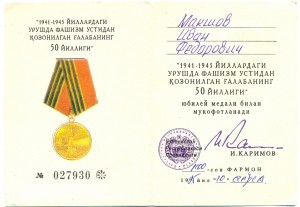 "1941-1945 ЙИЛЛАРДАГИ
УРУШДА ФАШИЗМ УСТИДАН
ҚОЗОНИЛГАН ҒАЛАБАНИНГ
50 ЙИЛЛИГИ"
№ 027930
Макшов
Иван
Федорович
"1941-1945 ЙИЛЛАРДАГИ
УРУШДА ФАШИЗМ УСТИДАН
ҚОЗОНИЛГАН ҒАЛАБАНИНГ
50 ЙИЛЛИГИ"
юбилей медали билан
мукофотланади
И.КАРИМОВ
-сон ФАРМОН